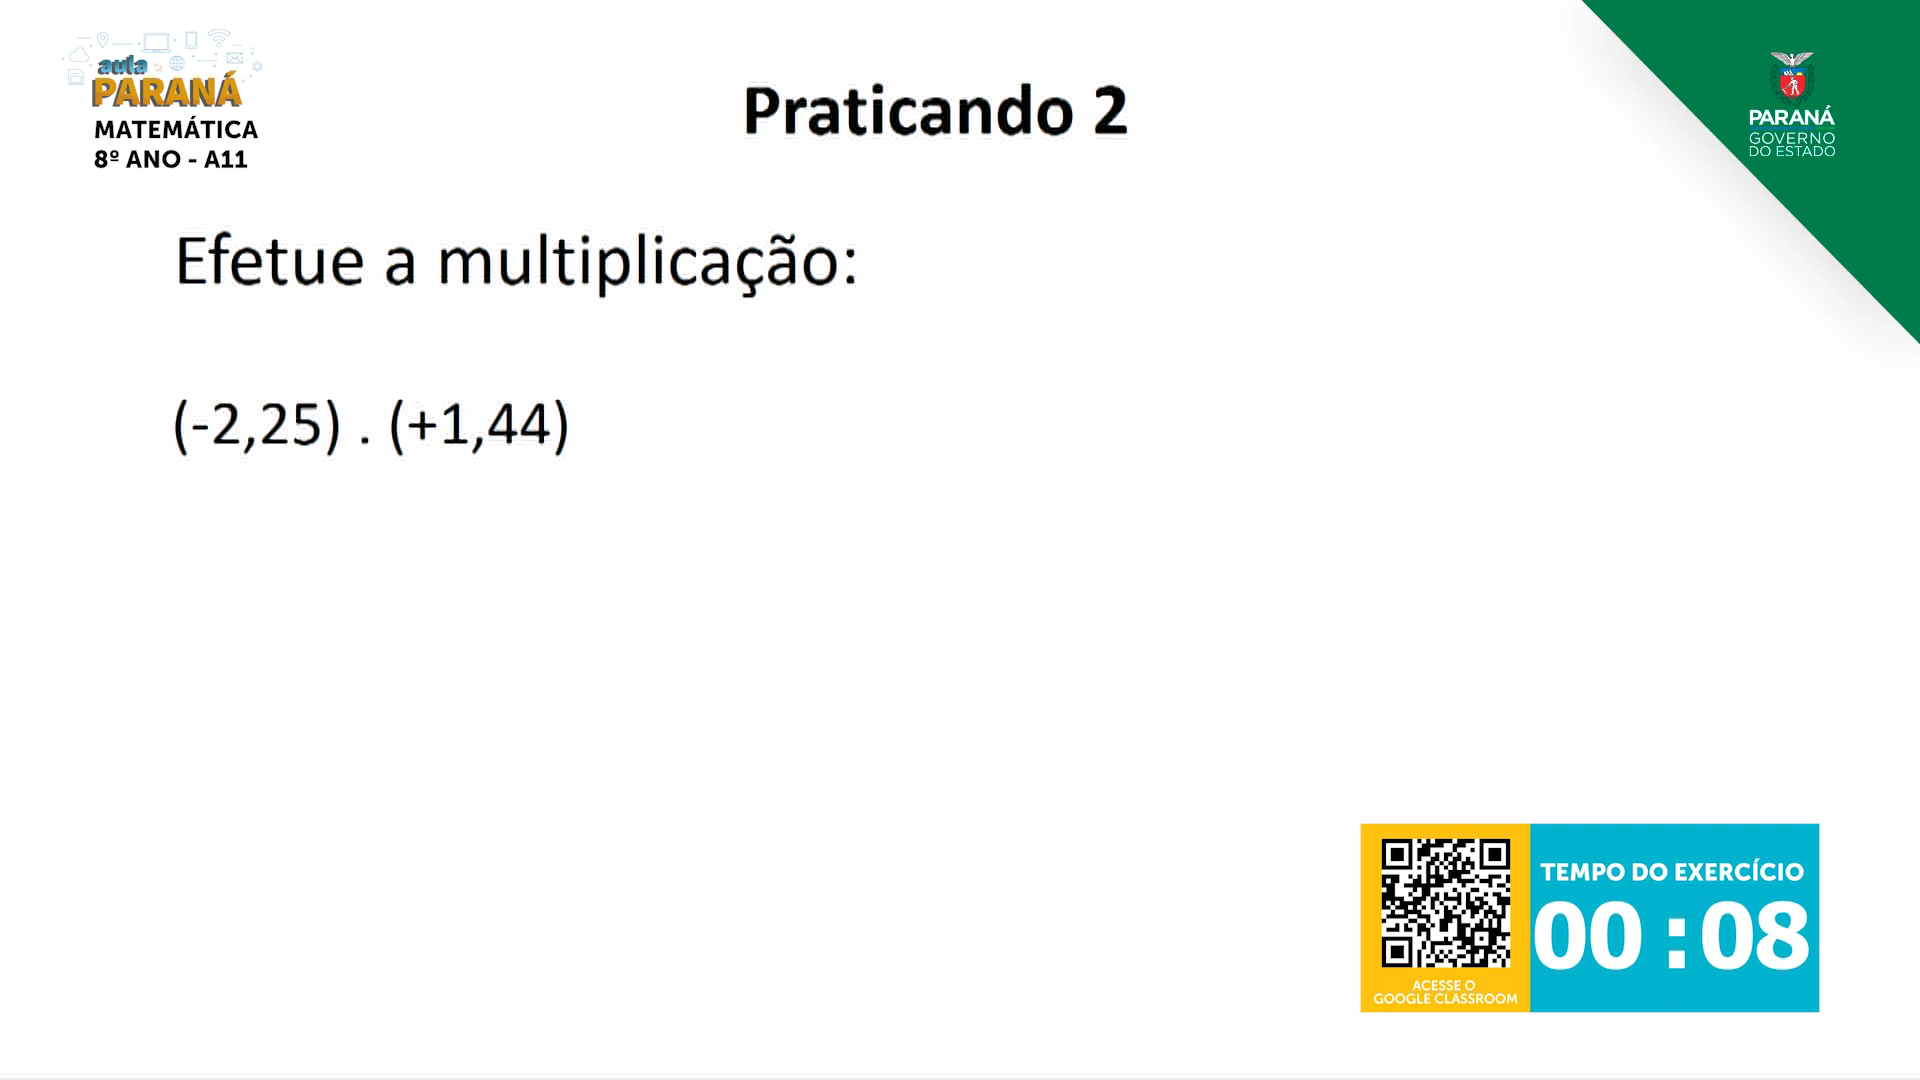 aula
PARANÁ
MATEMÁTICA
8º ANO - A11
Praticando 2
PARANÁ
GOVERNO
DO ESTADO
Efetue a multiplicação:
(-2,25) . (+1,44)
TEMPO DO EXERCÍCIO
00 : 08
ACESSE O
GOOGLE CLASSROOM